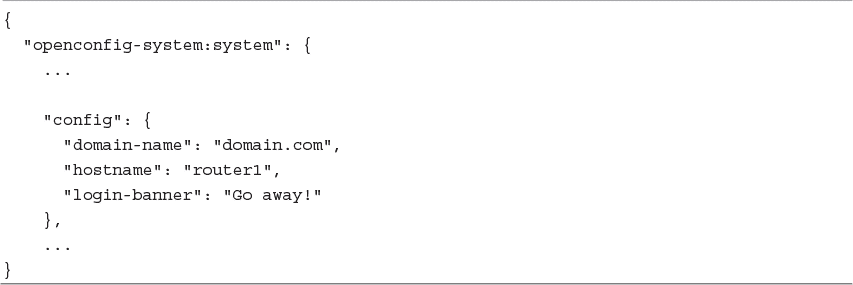 {
  "openconfig-system:system": {
    ...
    "config": {
      "domain-name": "domain.com",
      "hostname": "router1",
      "login-banner": "Go away!"
    },
    ...
}